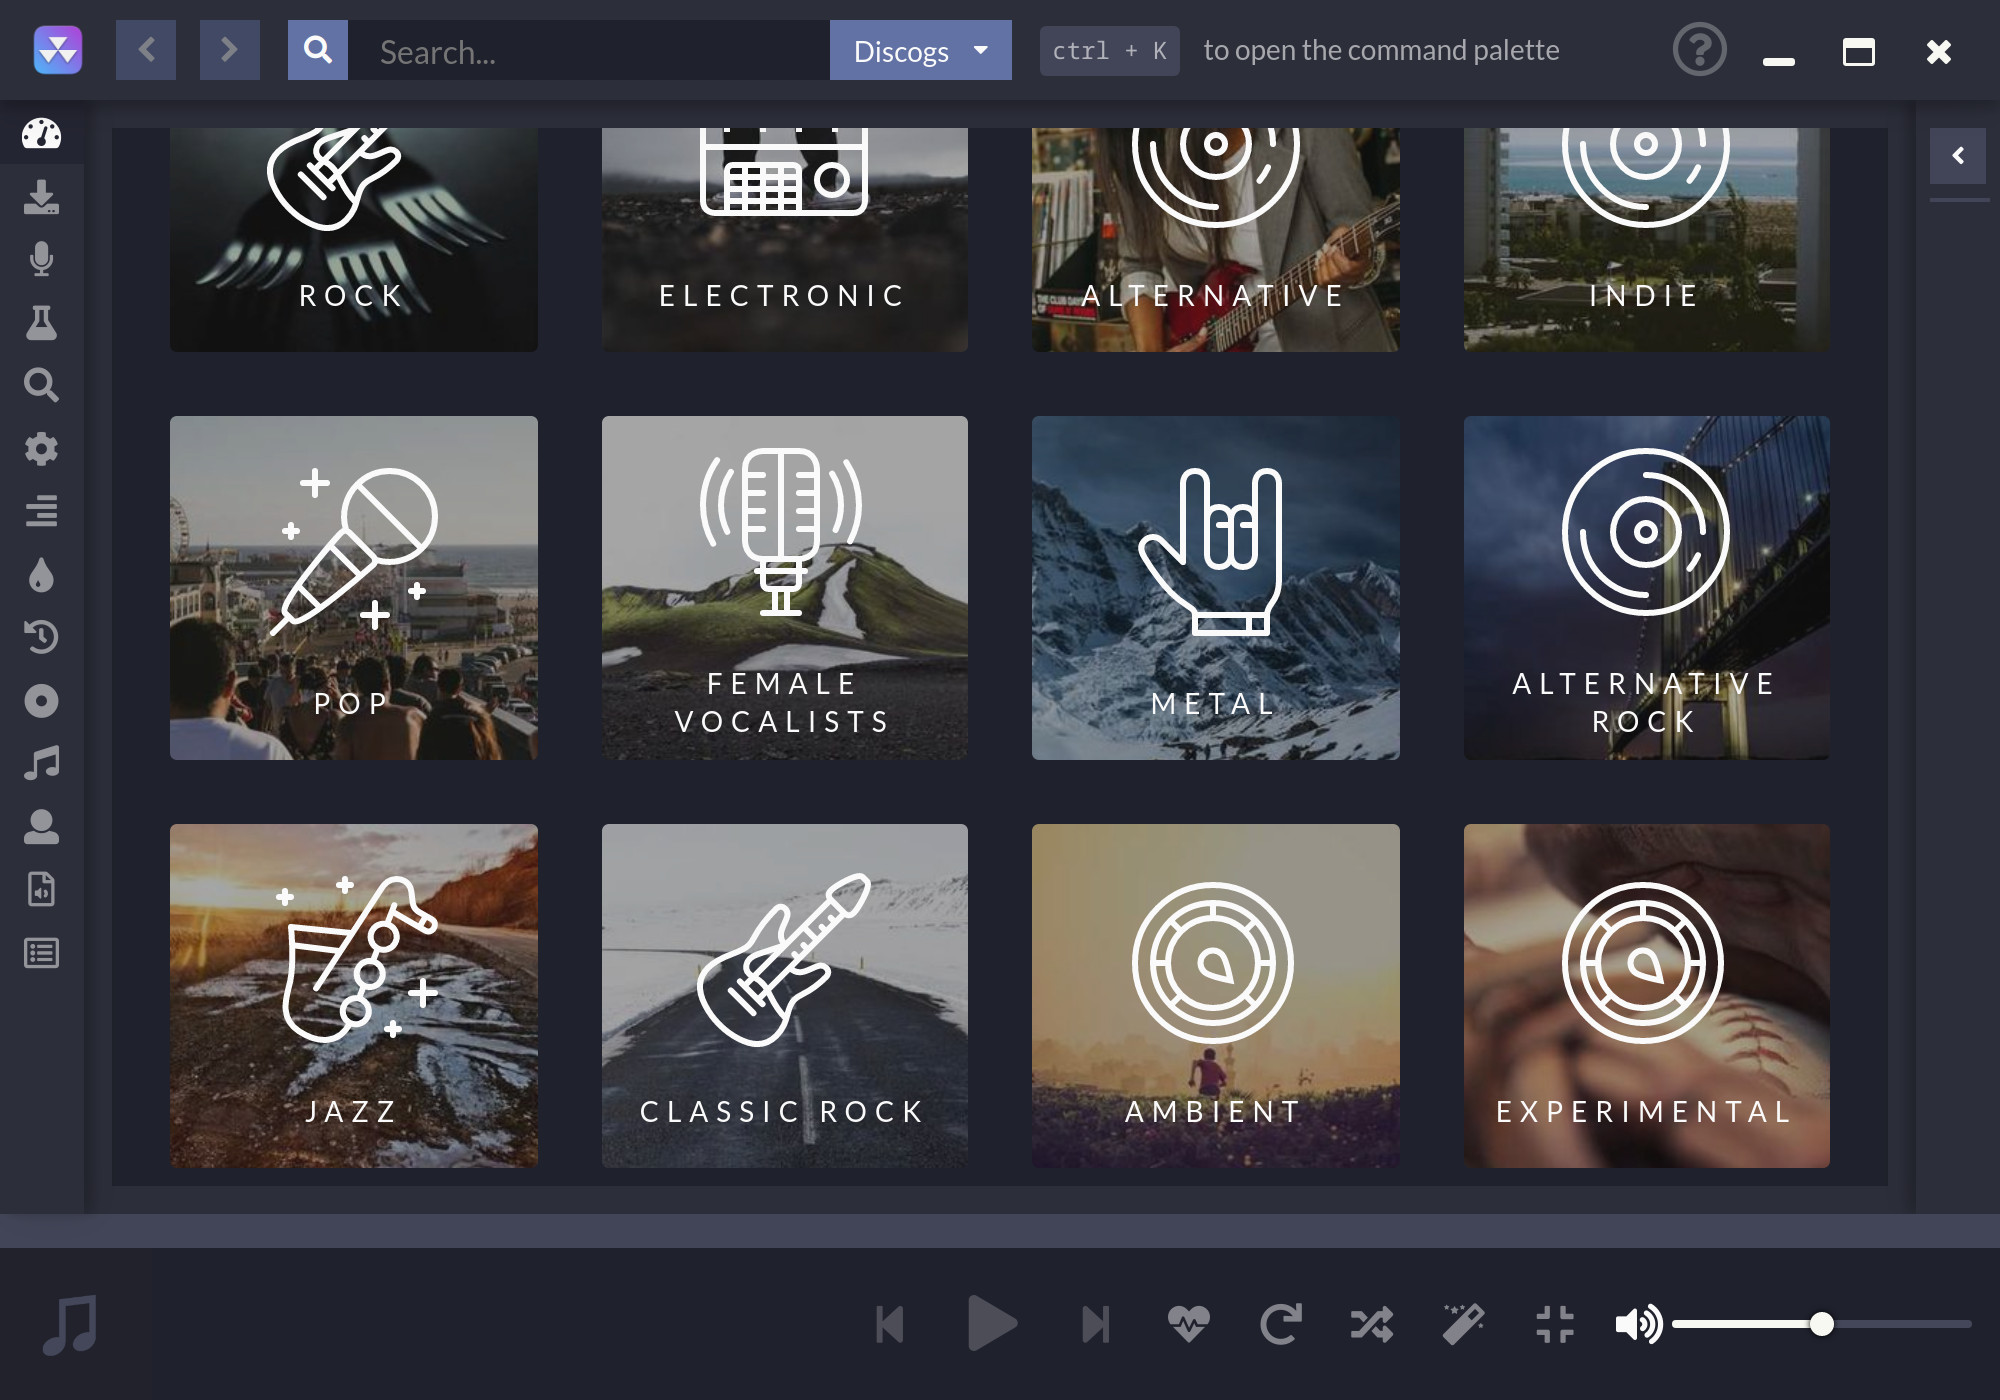 Search...
Discogs
ctrl + K
to open the command palette
ROCK
ELECTRONIC
ALTERNATIVE
INDIE
POP
FEMALE
VOCALISTS
METAL
ALTERNATIVE
ROCK
JAZZ
CLASSIC ROCK
AMBIENT
EXPERIMENTAL